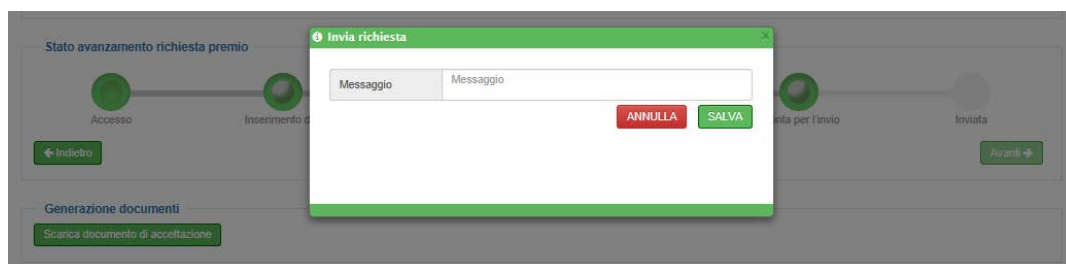 Invia richiesta
×
Stato avanzamento richiesta premio
Messaggio
Messaggio
ANNULLA
SALVA
Accesso
Inserimento d
per l'invio
Inviata
Indietro
Avanti
Generazione documenti
Scarica documento di accettazione